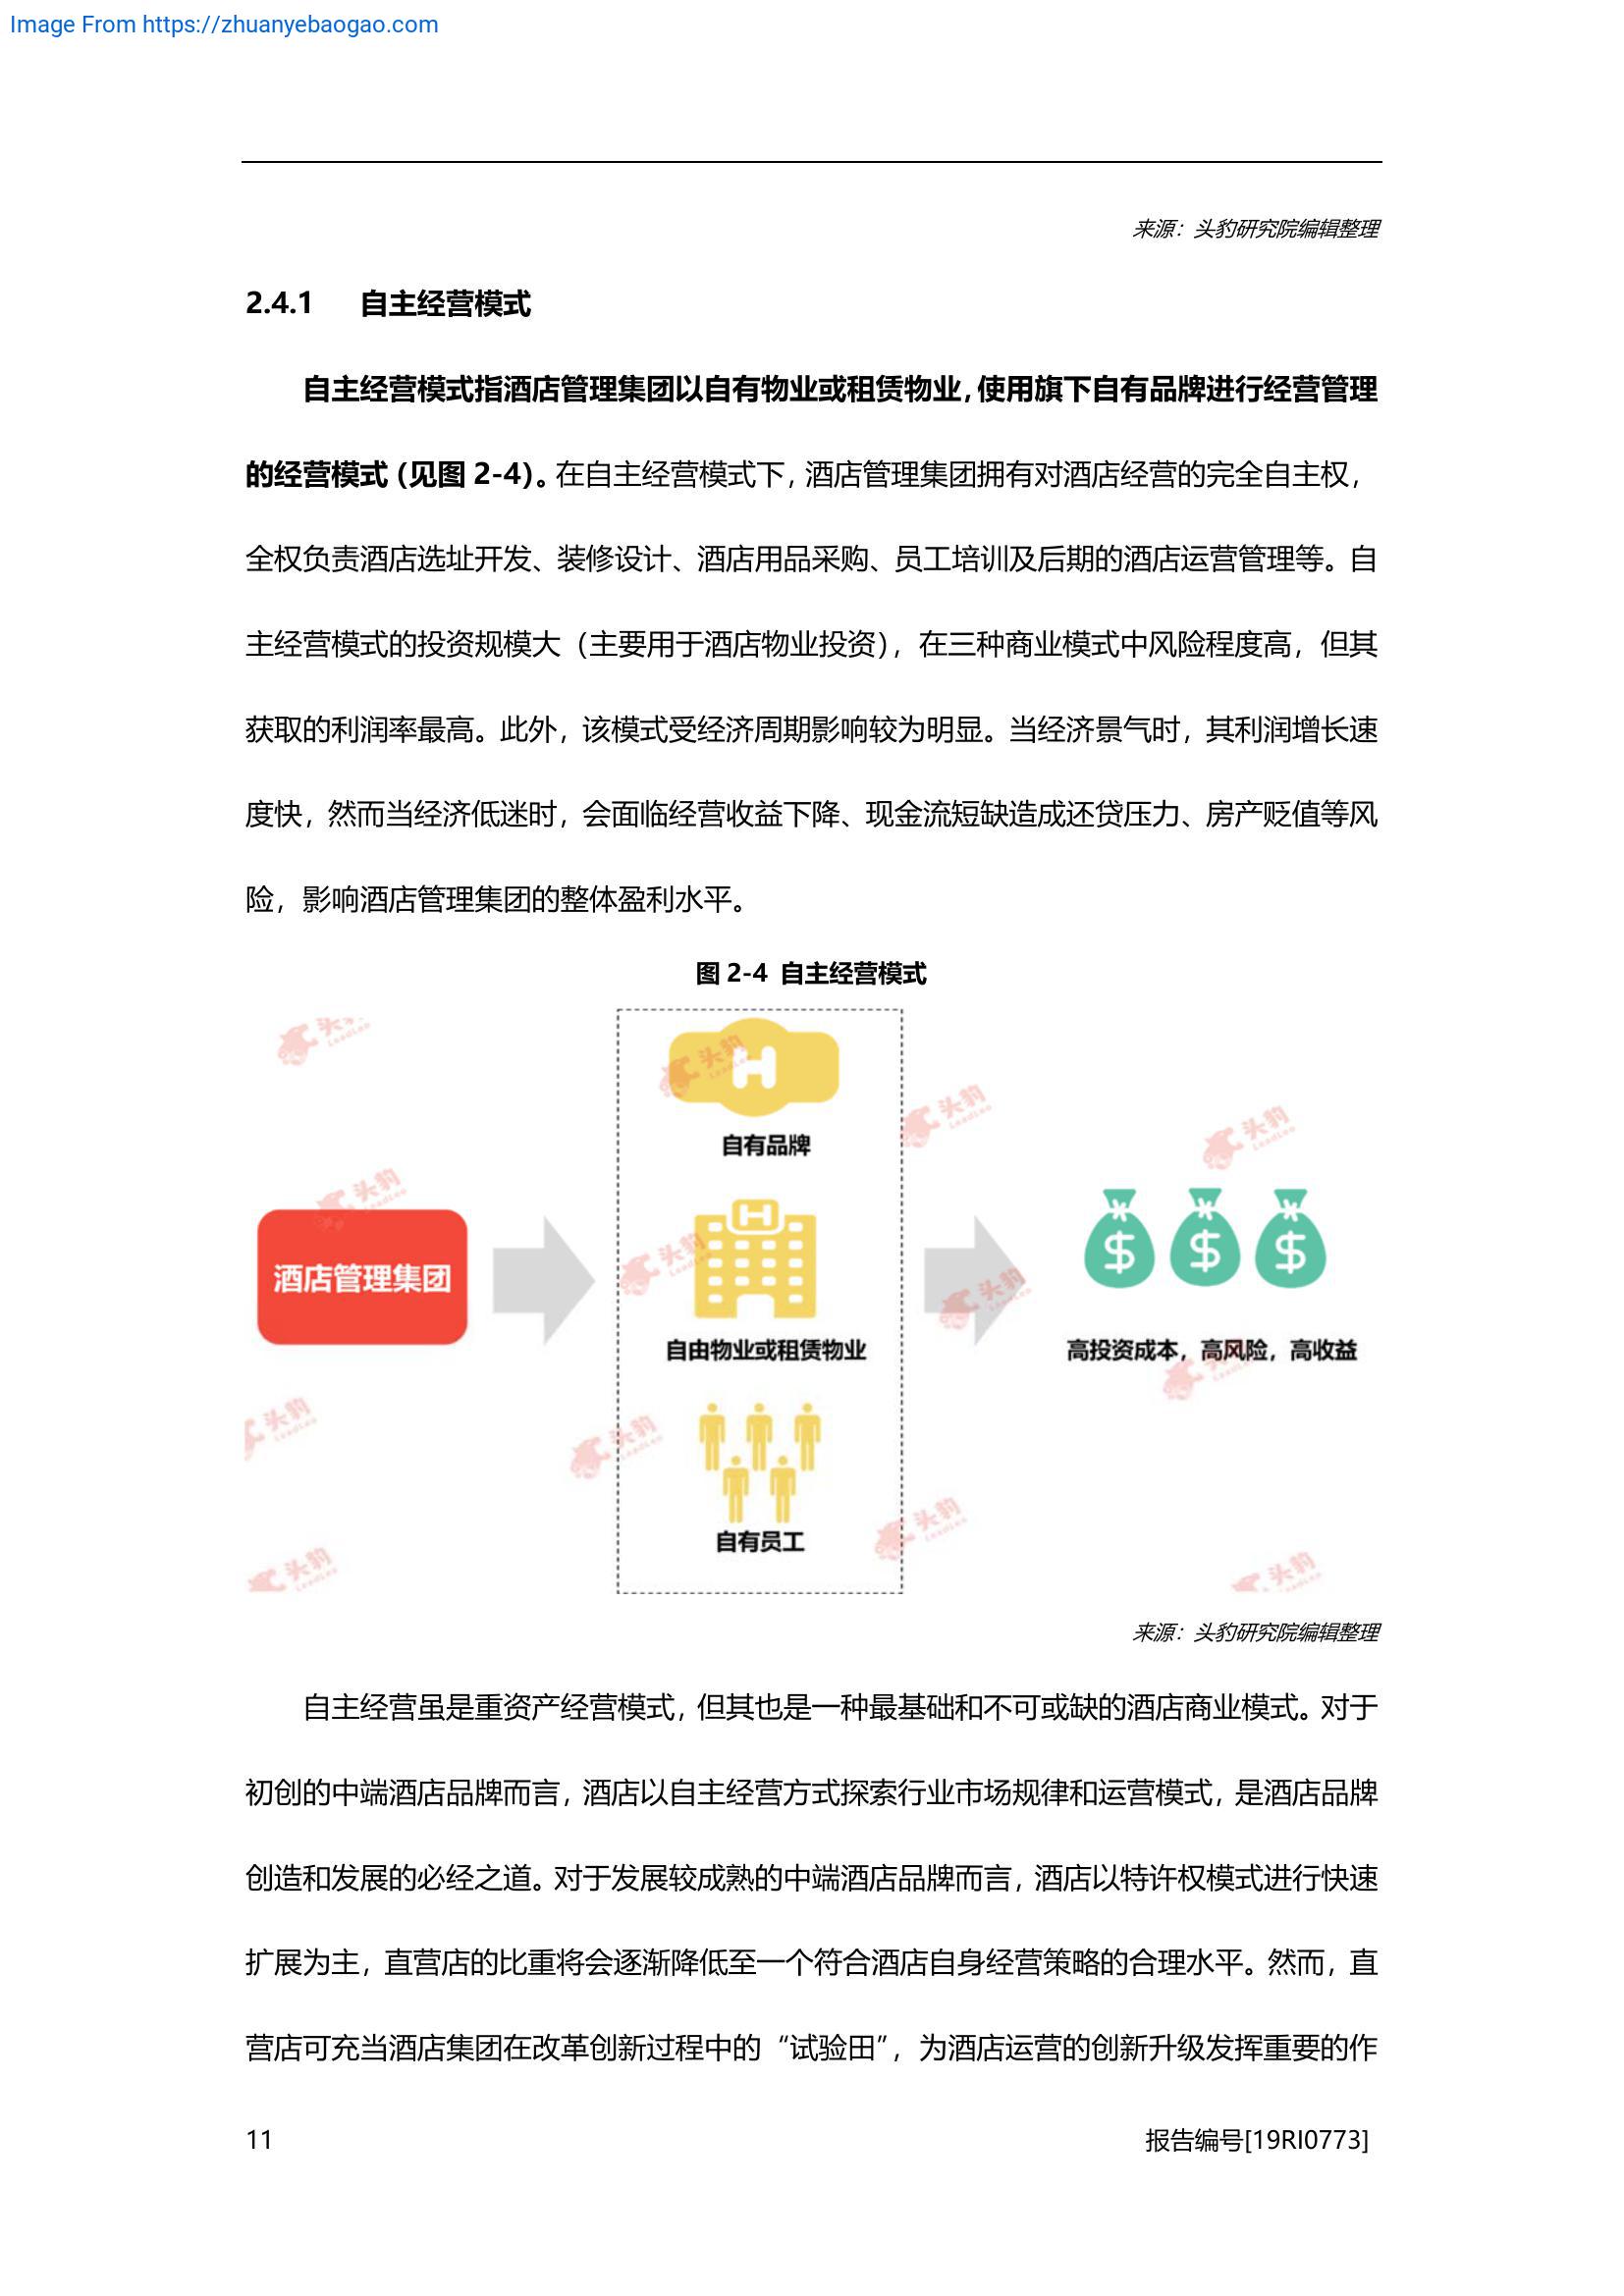 Image From https://zhuanyebaogao.com
来源：头豹研究院编辑整理
2.4.1 自主经营模式
自主经营模式指酒店管理集团以自有物业或租赁物业，使用旗下自有品牌进行经营管理
的经营模式（见图 2-4）。在自主经营模式下，酒店管理集团拥有对酒店经营的完全自主权，
全权负责酒店选址开发、装修设计、酒店用品采购、员工培训及后期的酒店运营管理等。自
主经营模式的投资规模大（主要用于酒店物业投资），在三种商业模式中风险程度高，但其
获取的利润率最高。此外，该模式受经济周期影响较为明显。当经济景气时，其利润增长速
度快，然而当经济低迷时，会面临经营收益下降、现金流短缺造成还贷压力、房产贬值等风
险，影响酒店管理集团的整体盈利水平。
图 2-4 自主经营模式
H
自有品牌
酒店管理集团
H
自由物业或租赁物业
$ $ $
高投资成本，高风险，高收益
自有员工
头豹 LeadLeo
来源：头豹研究院编辑整理
自主经营虽是重资产经营模式，但其也是一种最基础和不可或缺的酒店商业模式。对于
初创的中端酒店品牌而言，酒店以自主经营方式探索行业市场规律和运营模式，是酒店品牌
创造和发展的必经之道。对于发展较成熟的中端酒店品牌而言，酒店以特许权模式进行快速
扩展为主，直营店的比重将会逐渐降低至一个符合酒店自身经营策略的合理水平。然而，直
营店可充当酒店集团在改革创新过程中的“试验田”，为酒店运营的创新升级发挥重要的作
11
报告编号[19RI0773]